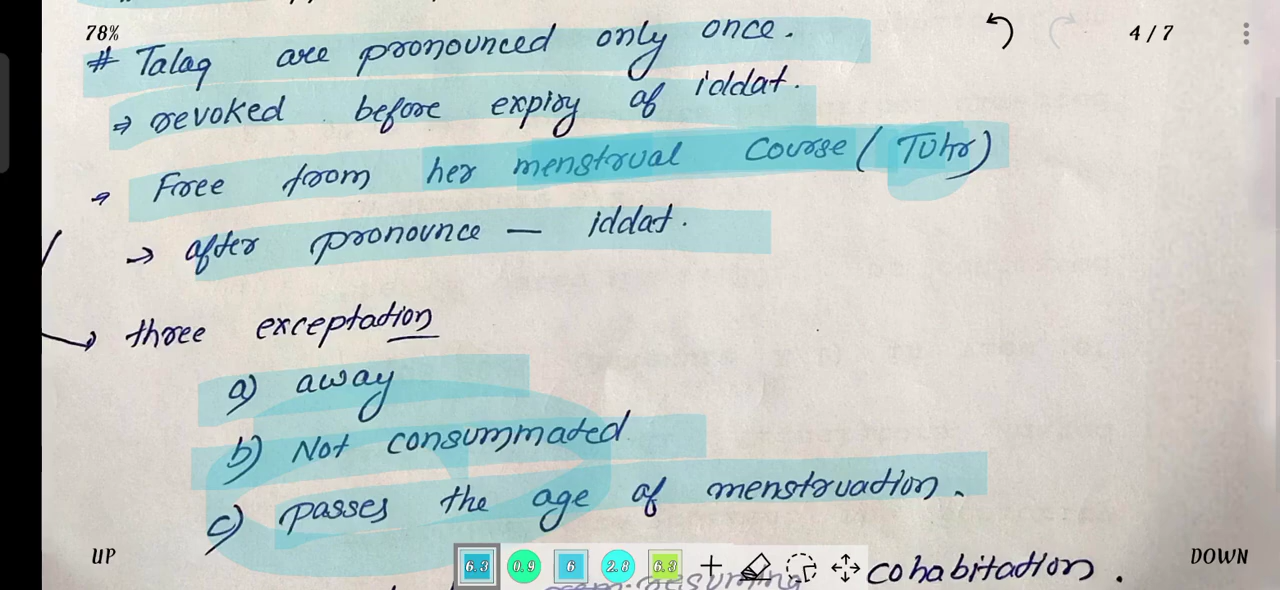 78%
4/7
# Talaq are pronounced only once.
⇒ revoked before expiry of iddat.
→ Free from her menstrual Course (Tuhr)
→ after pronounce — iddat.
→ three exceptation
a) away
b) Not consummated.
c) passes the age of menstruation.
UP
6.3 0.9 6 2.8 6.3
DOWN
resuming cohabitation.